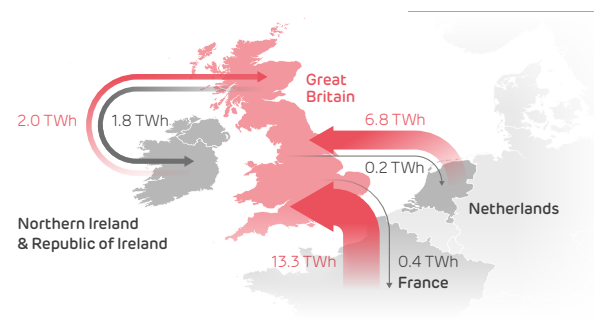 Great
Britain
2.0 TWh
1.8 TWh
6.8 TWh
0.2 TWh
Netherlands
Northern Ireland
& Republic of Ireland
13.3 TWh
0.4 TWh
France